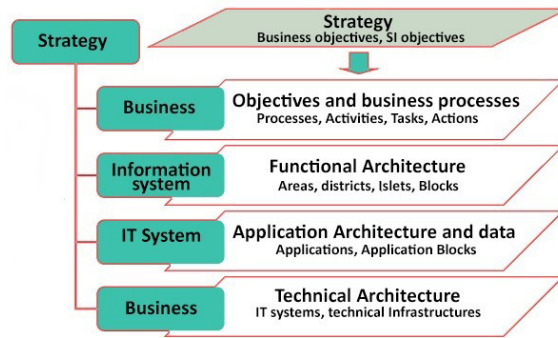 Strategy
Strategy
Business objectives, SI objectives
Business
Objectives and business processes
Processes, Activities, Tasks, Actions
Information
system
Functional Architecture
Areas, districts, Islets, Blocks
IT System
Application Architecture and data
Applications, Application Blocks
Business
Technical Architecture
IT systems, technical Infrastructures